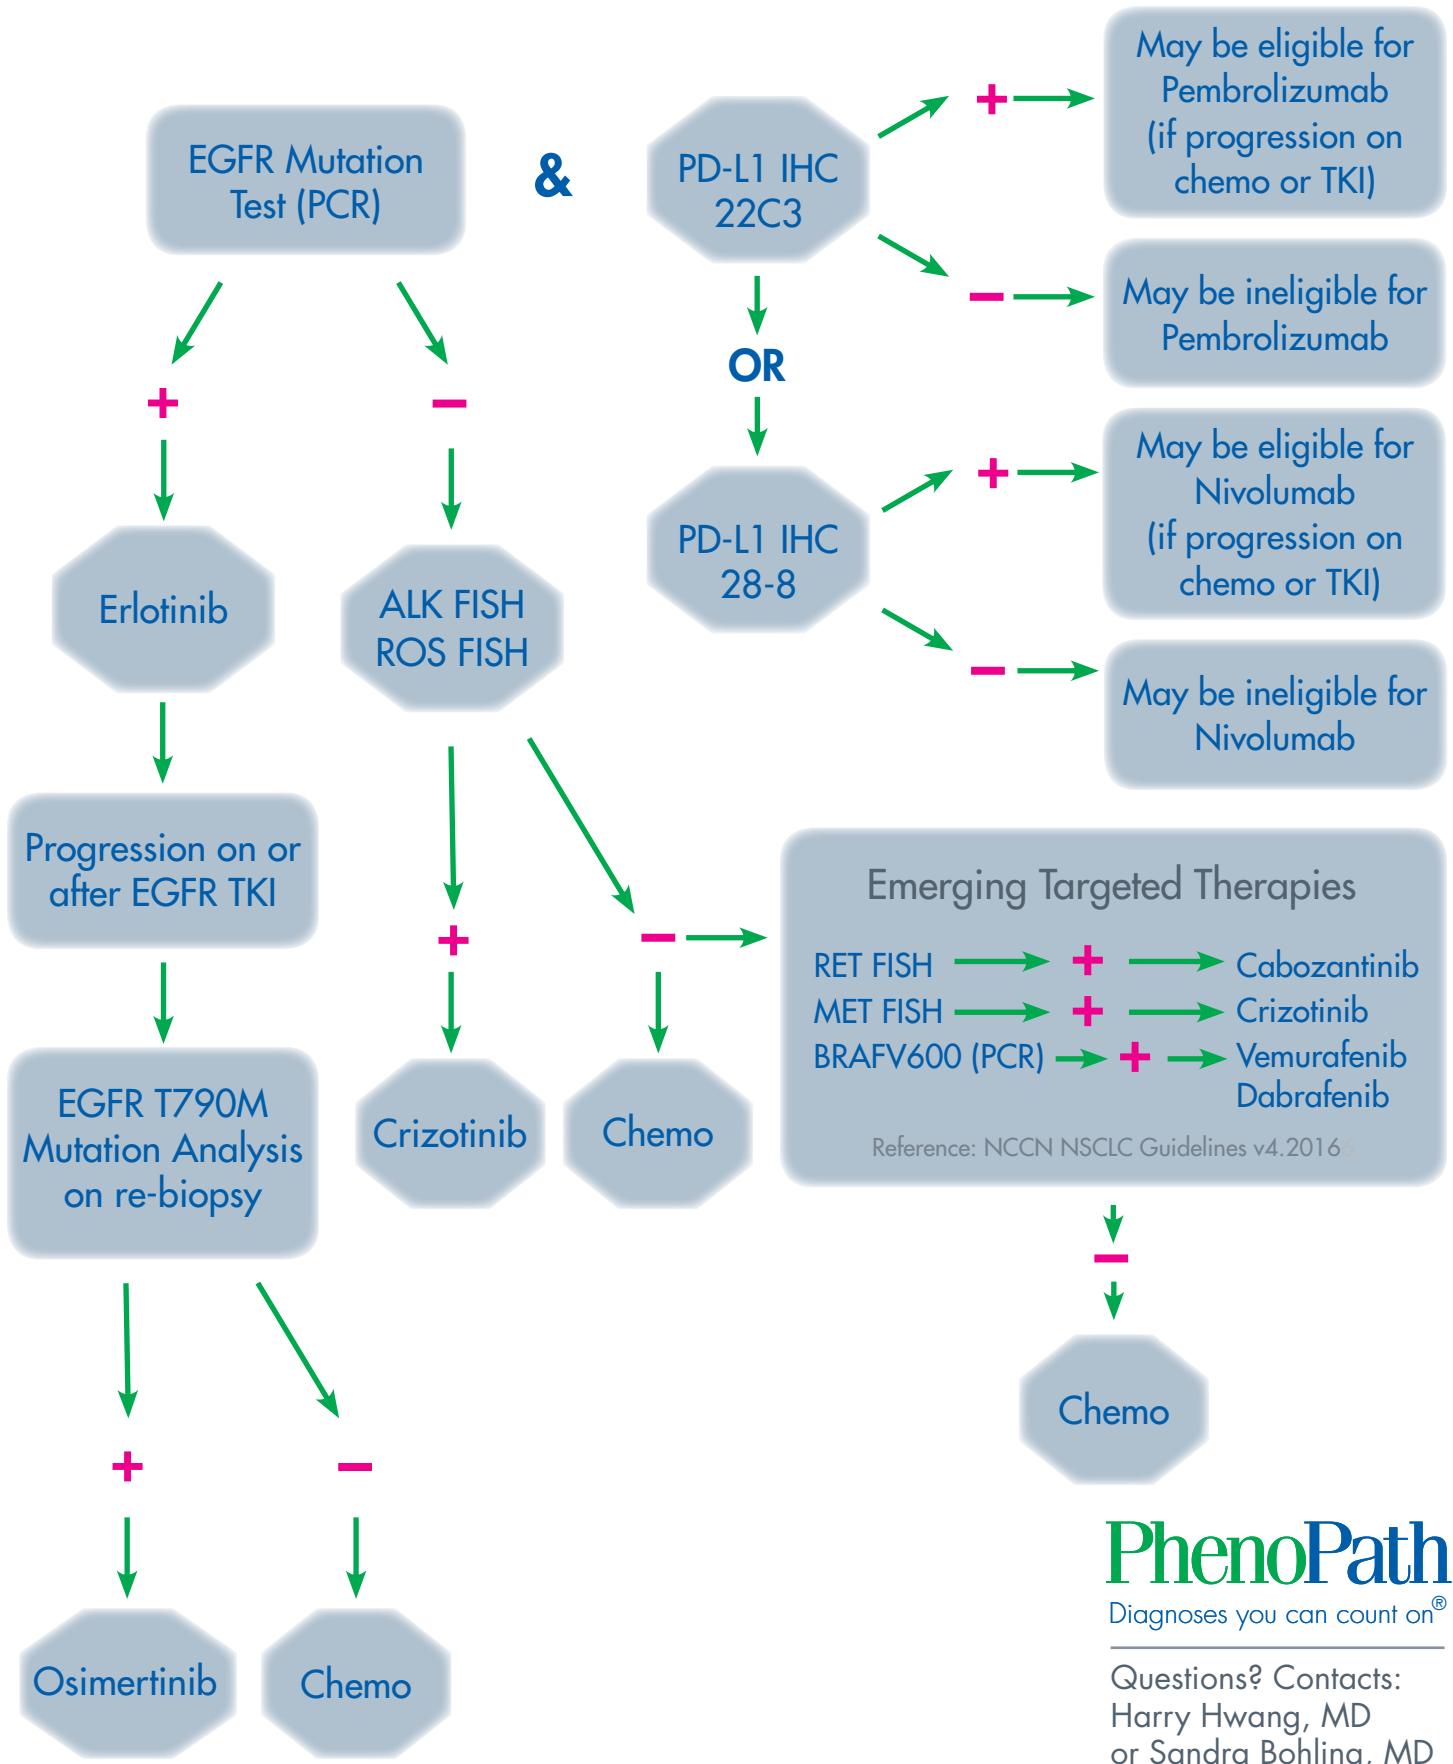 EGFR Mutation
Test (PCR)
&
PD-L1 IHC
22C3
+
May be eligible for
Pembrolizumab
(if progression on
chemo or TKI)
−
May be ineligible for
Pembrolizumab
OR
PD-L1 IHC
28-8
+
May be eligible for
Nivolumab
(if progression on
chemo or TKI)
−
May be ineligible for
Nivolumab
+
−
Erlotinib
ALK FISH
ROS FISH
Progression on or
after EGFR TKI
+
−
Emerging Targeted Therapies
RET FISH + Cabozantinib
MET FISH + Crizotinib
BRAFV600 (PCR) + Vemurafenib
Dabrafenib
Reference: NCCN NSCLC Guidelines v4.2016
EGFR T790M
Mutation Analysis
on re-biopsy
Crizotinib
Chemo
−
Chemo
+
−
Osimertinib
Chemo
PhenoPath
Diagnoses you can count on®
Questions? Contacts:
Harry Hwang, MD
or Sandra Bohling, MD